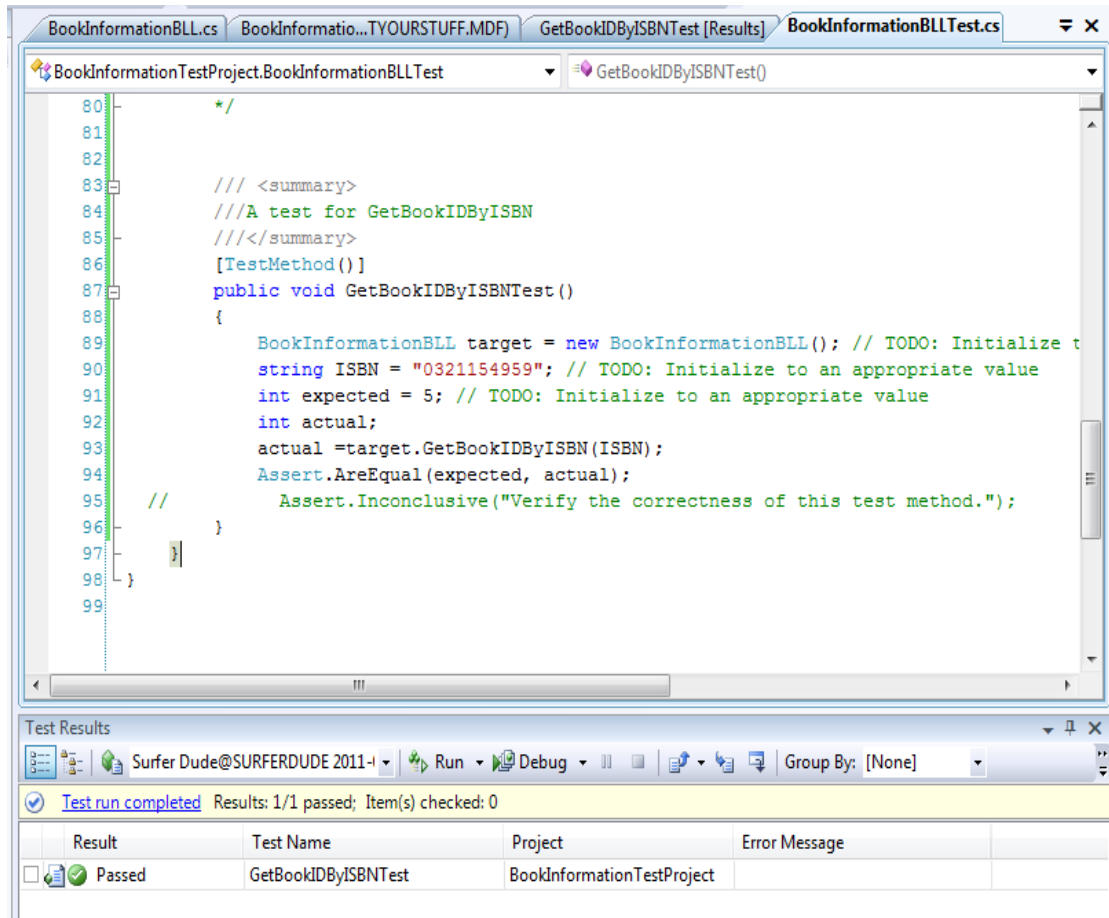 BookInformationBLL.cs BookInformatio...TYOURSTUFF.MDF) GetBookIDByISBNTest [Results] BookInformationBLLTest.cs
BookInformationTestProject.BookInformationBLLTest GetBookIDByISBNTest()
80 */
81
82
83 /// <summary>
84 ///A test for GetBookIDByISBN
85 ///</summary>
86 [TestMethod()]
87 public void GetBookIDByISBNTest()
88 {
89 BookInformationBLL target = new BookInformationBLL(); // TODO: Initialize t
90 string ISBN = "0321154959"; // TODO: Initialize to an appropriate value
91 int expected = 5; // TODO: Initialize to an appropriate value
92 int actual;
93 actual =target.GetBookIDByISBN(ISBN);
94 Assert.AreEqual(expected, actual);
95 // Assert.Inconclusive("Verify the correctness of this test method.");
96 }
97 }
98 }
99
Test Results
Surfer Dude@SURFERDUDE 2011-( Run Debug Group By: [None]
Test run completed Results: 1/1 passed; Item(s) checked: 0
Result Test Name Project Error Message
Passed GetBookIDByISBNTest BookInformationTestProject